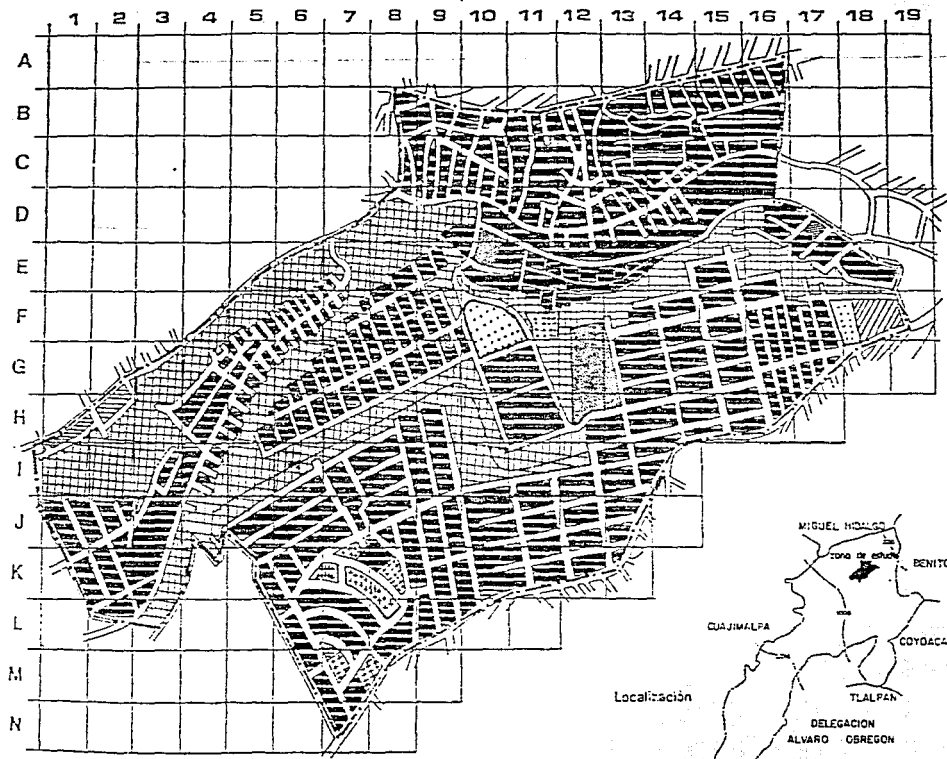 1 2 3 4 5 6 7 8 9 10 11 12 13 14 15 16 17 18 19
A
B
C
D
E
F
G
H
I
J
K
L
M
N
MIGUEL HIDALGO
zona de estudio
BENITO
CUAJIMALPA
COYOACA
Localización
TLALPAN
DELEGACION
ALVARO OBREGON